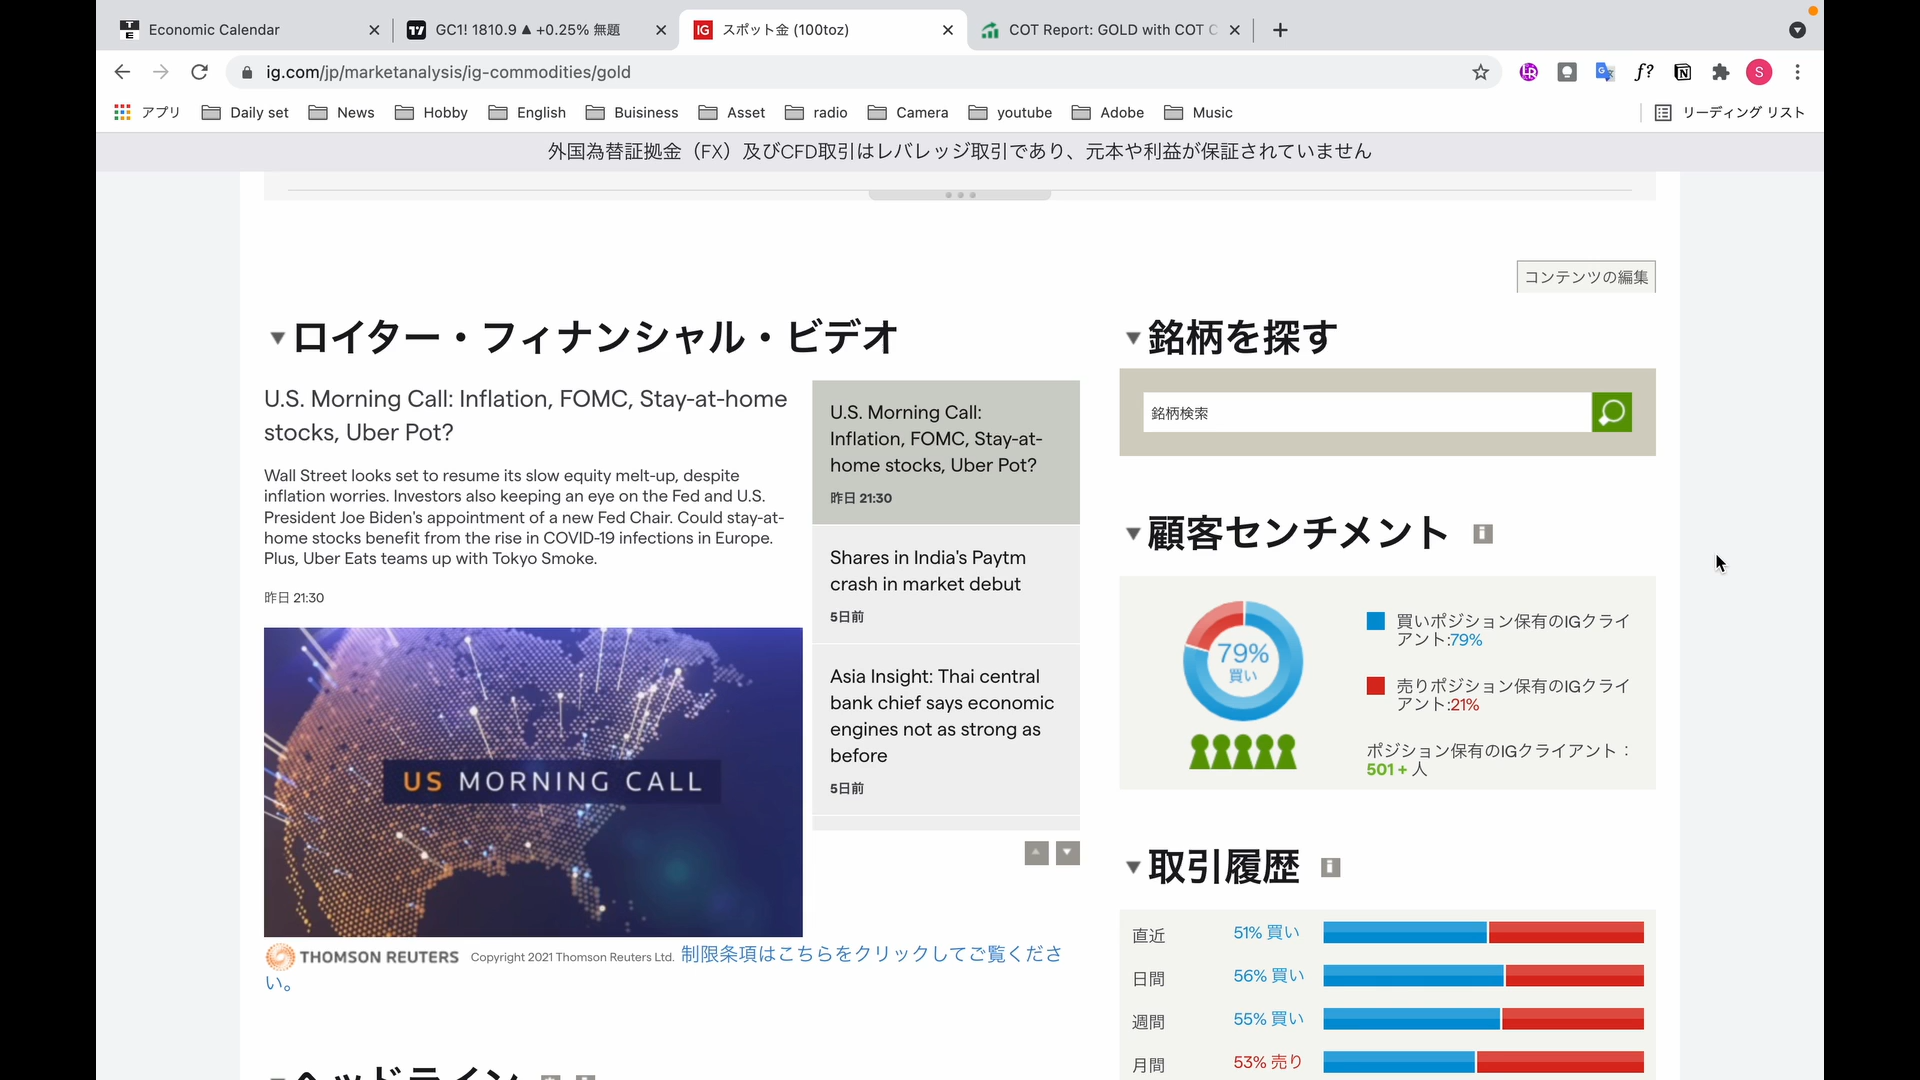 Economic Calendar
GC1! 1810.9 ▲ +0.25% 無題
スポット金 (100toz)
COT Report: GOLD with COT C
ig.com/jp/marketanalysis/ig-commodities/gold
アプリ
Daily set
News
Hobby
English
Buisiness
Asset
radio
Camera
youtube
Adobe
Music
リーディング リスト
外国為替証拠金（FX）及びCFD取引はレバレッジ取引であり、元本や利益が保証されていません
コンテンツの編集
ロイター・フィナンシャル・ビデオ
U.S. Morning Call: Inflation, FOMC, Stay-at-home
stocks, Uber Pot?
Wall Street looks set to resume its slow equity melt-up, despite
inflation worries. Investors also keeping an eye on the Fed and U.S.
President Joe Biden's appointment of a new Fed Chair. Could stay-at-
home stocks benefit from the rise in COVID-19 infections in Europe.
Plus, Uber Eats teams up with Tokyo Smoke.
昨日 21:30
US MORNING CALL
THOMSON REUTERS Copyright 2021 Thomson Reuters Ltd. 制限条項はこちらをクリックしてご覧くださ
い。
U.S. Morning Call:
Inflation, FOMC, Stay-at-
home stocks, Uber Pot?
昨日 21:30
Shares in India's Paytm
crash in market debut
5日前
Asia Insight: Thai central
bank chief says economic
engines not as strong as
before
5日前
銘柄を探す
銘柄検索
顧客センチメント
79%
買い
買いポジション保有のIGクライ
アント:79%
売りポジション保有のIGクライ
アント:21%
ポジション保有のIGクライアント：
501 + 人
取引履歴
直近 51% 買い
日間 56% 買い
週間 55% 買い
月間 53% 売り
ヘッドライン